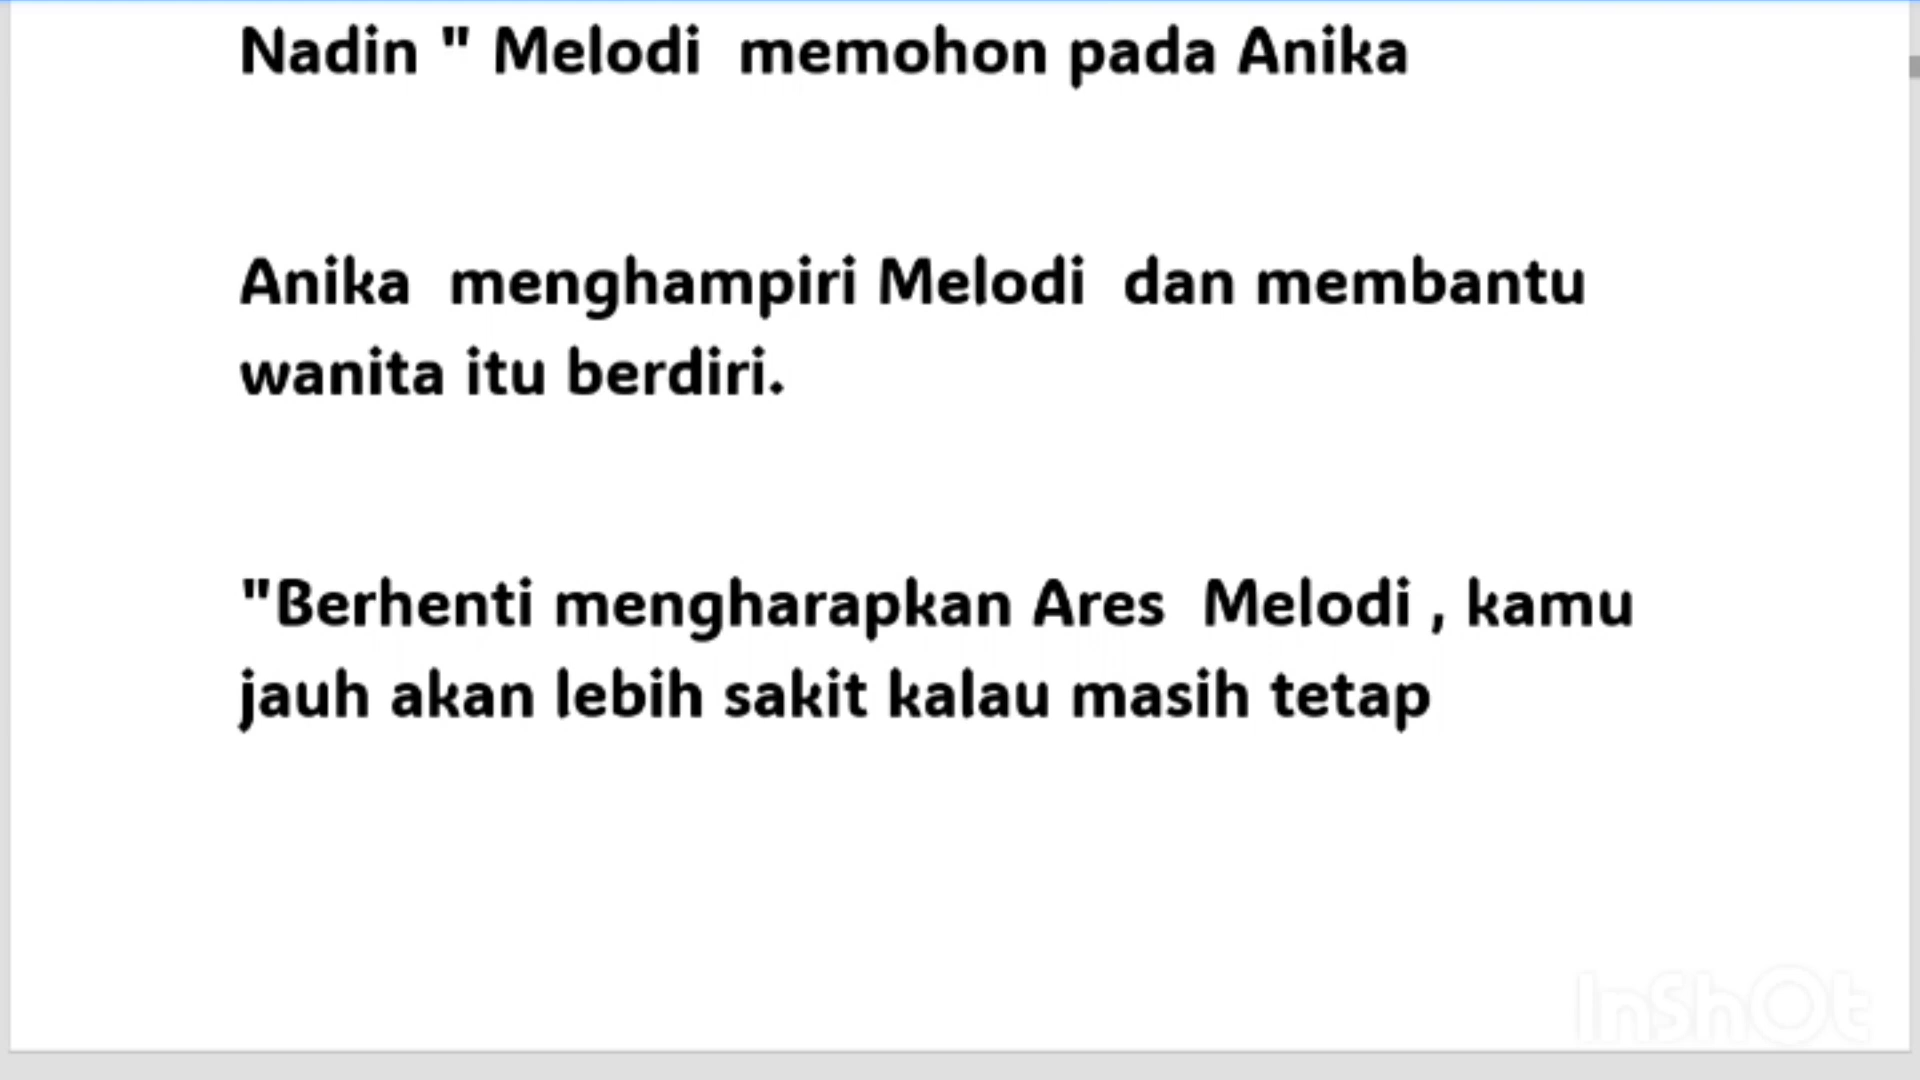 Nadin " Melodi  memohon pada Anika
Anika  menghampiri Melodi  dan membantu
wanita itu berdiri.
"Berhenti mengharapkan Ares  Melodi , kamu
jauh akan lebih sakit kalau masih tetap
InShOt